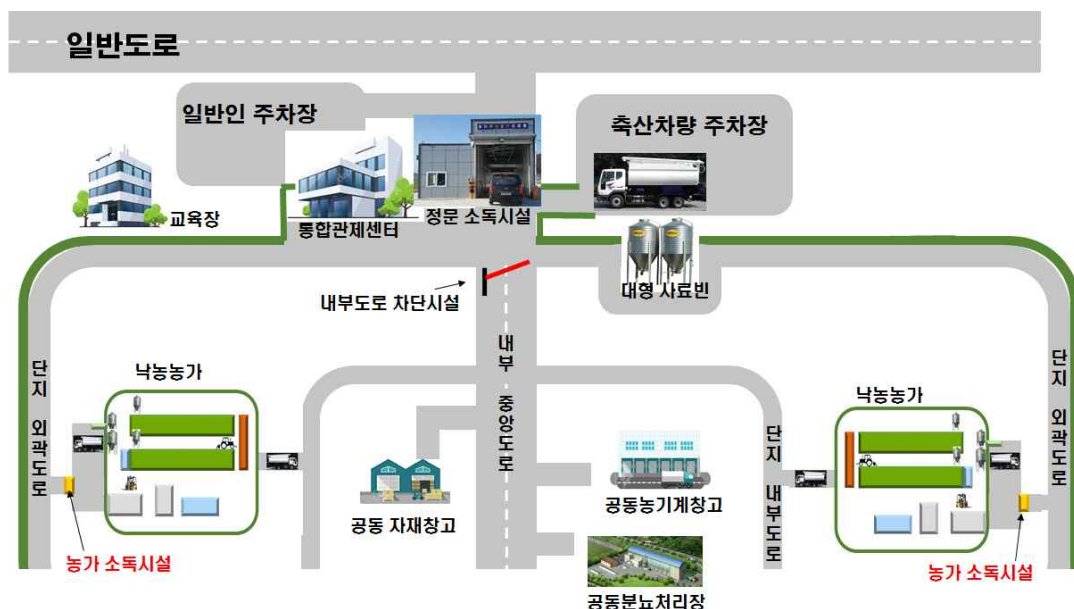 일반도로
일반인 주차장
축산차량 주차장
교육장
통합관제센터
정문 소독시설
대형 사료빈
내부도로 차단시설
내부 중앙도로
단지 외곽도로
낙농농가
낙농농가
단지 외곽도로
단지 내부도로
공동 자재창고
공동농기계창고
농가 소독시설
농가 소독시설
공동분뇨처리장